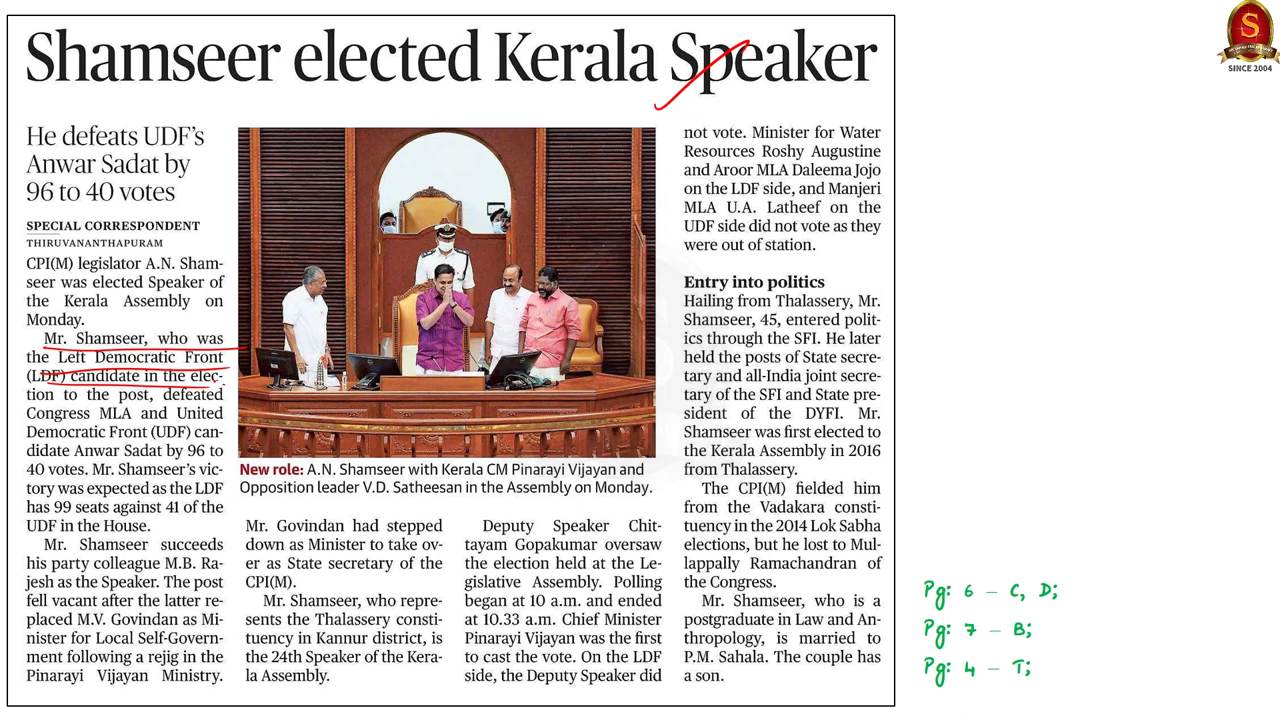 Shamseer elected Kerala Speaker
He defeats UDF's
Anwar Sadat by
96 to 40 votes
SPECIAL CORRESPONDENT
THIRUVANANTHAPURAM
CPI(M) legislator A.N. Sham-
seer was elected Speaker of
the Kerala Assembly on
Monday.
Mr. Shamseer, who was
the Left Democratic Front
(LDF) candidate in the elec-
tion to the post, defeated
Congress MLA and United
Democratic Front (UDF) can-
didate Anwar Sadat by 96 to
40 votes. Mr. Shamseer's vic-
tory was expected as the LDF
has 99 seats against 41 of the
UDF in the House.
Mr. Shamseer succeeds
his party colleague M.B. Ra-
jesh as the Speaker. The post
fell vacant after the latter re-
placed M.V. Govindan as Mi-
nister for Local Self-Govern-
ment following a rejig in the
Pinarayi Vijayan Ministry.
New role: A.N. Shamseer with Kerala CM Pinarayi Vijayan and
Opposition leader V.D. Satheesan in the Assembly on Monday.
Mr. Govindan had stepped
down as Minister to take ov-
er as State secretary of the
CPI(M).
Mr. Shamseer, who repre-
sents the Thalassery consti-
tuency in Kannur district, is
the 24th Speaker of the Kera-
la Assembly.
Deputy Speaker Chit-
tayam Gopakumar oversaw
the election held at the Le-
gislative Assembly. Polling
began at 10 a.m. and ended
at 10.33 a.m. Chief Minister
Pinarayi Vijayan was the first
to cast the vote. On the LDF
side, the Deputy Speaker did
not vote. Minister for Water
Resources Roshy Augustine
and Aroor MLA Daleema Jojo
on the LDF side, and Manjeri
MLA U.A. Latheef on the
UDF side did not vote as they
were out of station.
Entry into politics
Hailing from Thalassery, Mr.
Shamseer, 45, entered polit-
ics through the SFI. He later
held the posts of State secre-
tary and all-India joint secre-
tary of the SFI and State pre-
sident of the DYFI. Mr.
Shamseer was first elected to
the Kerala Assembly in 2016
from Thalassery.
The CPI(M) fielded him
from the Vadakara consti-
tuency in the 2014 Lok Sabha
elections, but he lost to Mul-
lappally Ramachandran of
the Congress.
Mr. Shamseer, who is a
postgraduate in Law and An-
thropology, is married to
P.M. Sahala. The couple has
a son.
S
SINCE 2004
Pg: 6 – C, D;
Pg: 7 – B;
Pg: 4 – T;